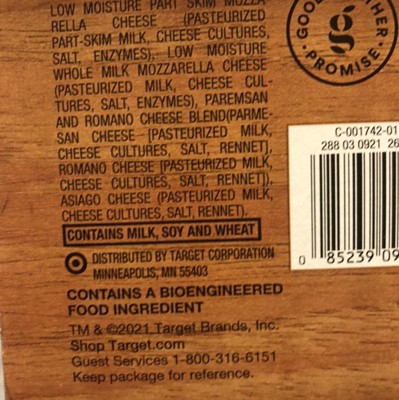 LOW MOISTURE PART SKIM MOZZA
RELLA CHEESE (PASTEURIZED
PART-SKIM MILK, CHEESE CULTURES,
SALT, ENZYMES), LOW MOISTURE
WHOLE MILK MOZZARELLA CHEESE
(PASTEURIZED MILK, CHEESE CUL-
TURES, SALT, ENZYMES), PAREMSAN
AND ROMANO CHEESE BLEND(PARME-
SAN CHEESE [PASTEURIZED MILK,
CHEESE CULTURES, SALT, RENNET],
ROMANO CHEESE [PASTEURIZED MILK,
CHEESE CULTURES, SALT, RENNET]),
ASIAGO CHEESE (PASTEURIZED MILK,
CHEESE CULTURES, SALT, RENNET).
CONTAINS MILK, SOY AND WHEAT
DISTRIBUTED BY TARGET CORPORATION
MINNEAPOLIS, MN 55403
CONTAINS A BIOENGINEERED
FOOD INGREDIENT
TM & ©2021 Target Brands, Inc.
Shop Target.com
Guest Services 1-800-316-6151
Keep package for reference.
GOOD
g
PROMISE
C-001742-01
288 03 0921 26
0 85239 09